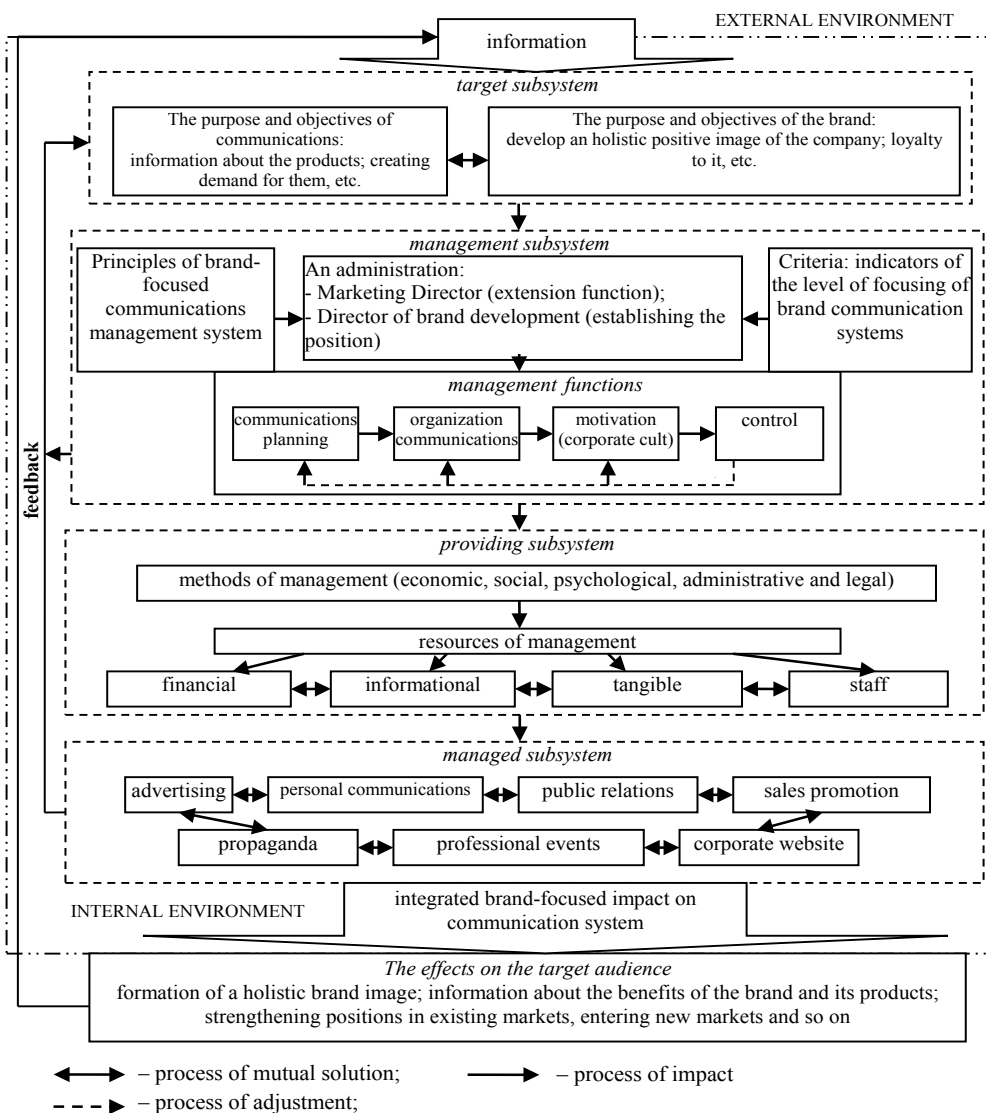 EXTERNAL ENVIRONMENT
information
target subsystem
The purpose and objectives of
communications:
information about the products; creating
demand for them, etc.
The purpose and objectives of the brand:
develop an holistic positive image of the company; loyalty
to it, etc.
management subsystem
Principles of brand-
focused
communications
management system
An administration:
- Marketing Director (extension function);
- Director of brand development (establishing the
position)
Criteria: indicators of
the level of focusing of
brand communication
systems
management functions
communications
planning
organization
communications
motivation
(corporate cult)
control
feedback
providing subsystem
methods of management (economic, social, psychological, administrative and legal)
resources of management
financial
informational
tangible
staff
managed subsystem
advertising
personal communications
public relations
sales promotion
propaganda
professional events
corporate website
INTERNAL ENVIRONMENT
integrated brand-focused impact on
communication system
The effects on the target audience
formation of a holistic brand image; information about the benefits of the brand and its products;
strengthening positions in existing markets, entering new markets and so on
– process of mutual solution;
– process of impact
– process of adjustment;